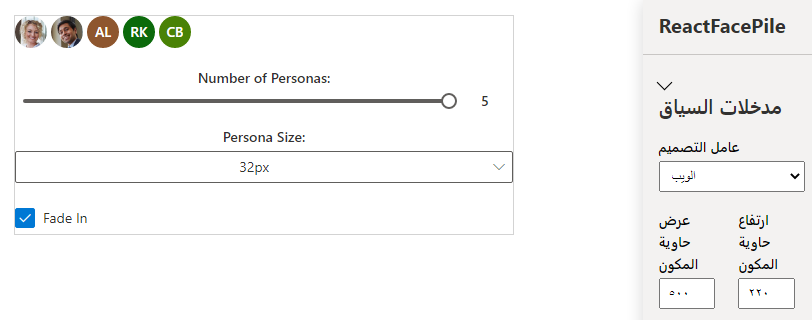 AL RK CB
Number of Personas:
5
Persona Size:
32px
Fade In
ReactFacePile
مدخلات السياق
عامل التصميم
الويب
عرض
حاوية
المكون
٥٠٠
ارتفاع
حاوية
المكون
٢٢٠